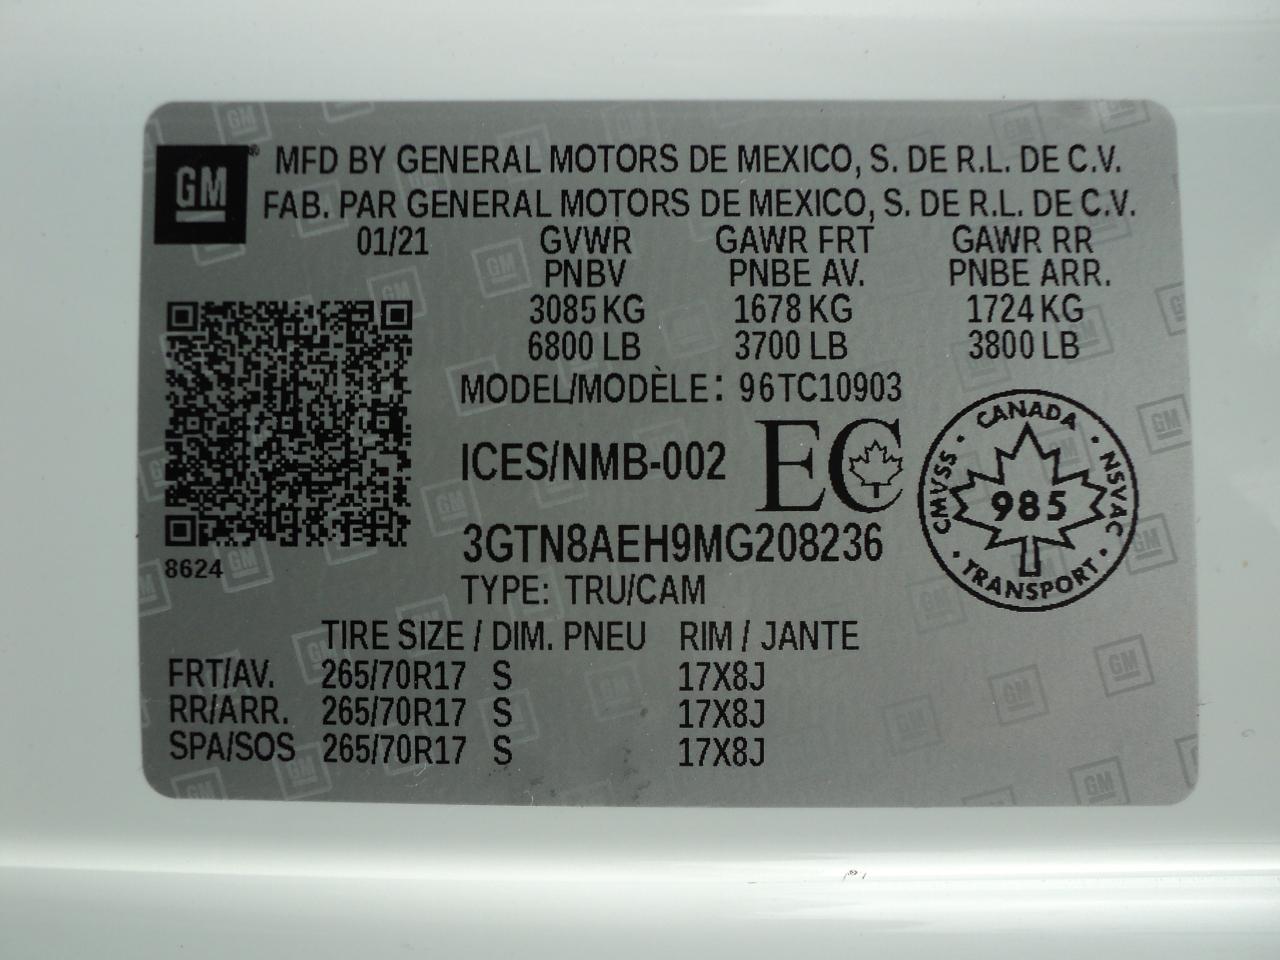 GM® MFD BY GENERAL MOTORS DE MEXICO, S. DE R.L. DE C.V.
FAB. PAR GENERAL MOTORS DE MEXICO, S. DE R.L. DE C.V.
01/21 GVWR GAWR FRT GAWR RR
PNBV PNBE AV. PNBE ARR.
3085 KG 1678 KG 1724 KG
6800 LB 3700 LB 3800 LB
MODEL/MODÈLE: 96TC10903
ICES/NMB-002 EC
CANADA
CMVSS • NSVAC
985
TRANSPORT
3GTN8AEH9MG208236
8624
TYPE: TRU/CAM
TIRE SIZE / DIM. PNEU RIM / JANTE
FRT/AV. 265/70R17 S 17X8J
RR/ARR. 265/70R17 S 17X8J
SPA/SOS 265/70R17 S 17X8J